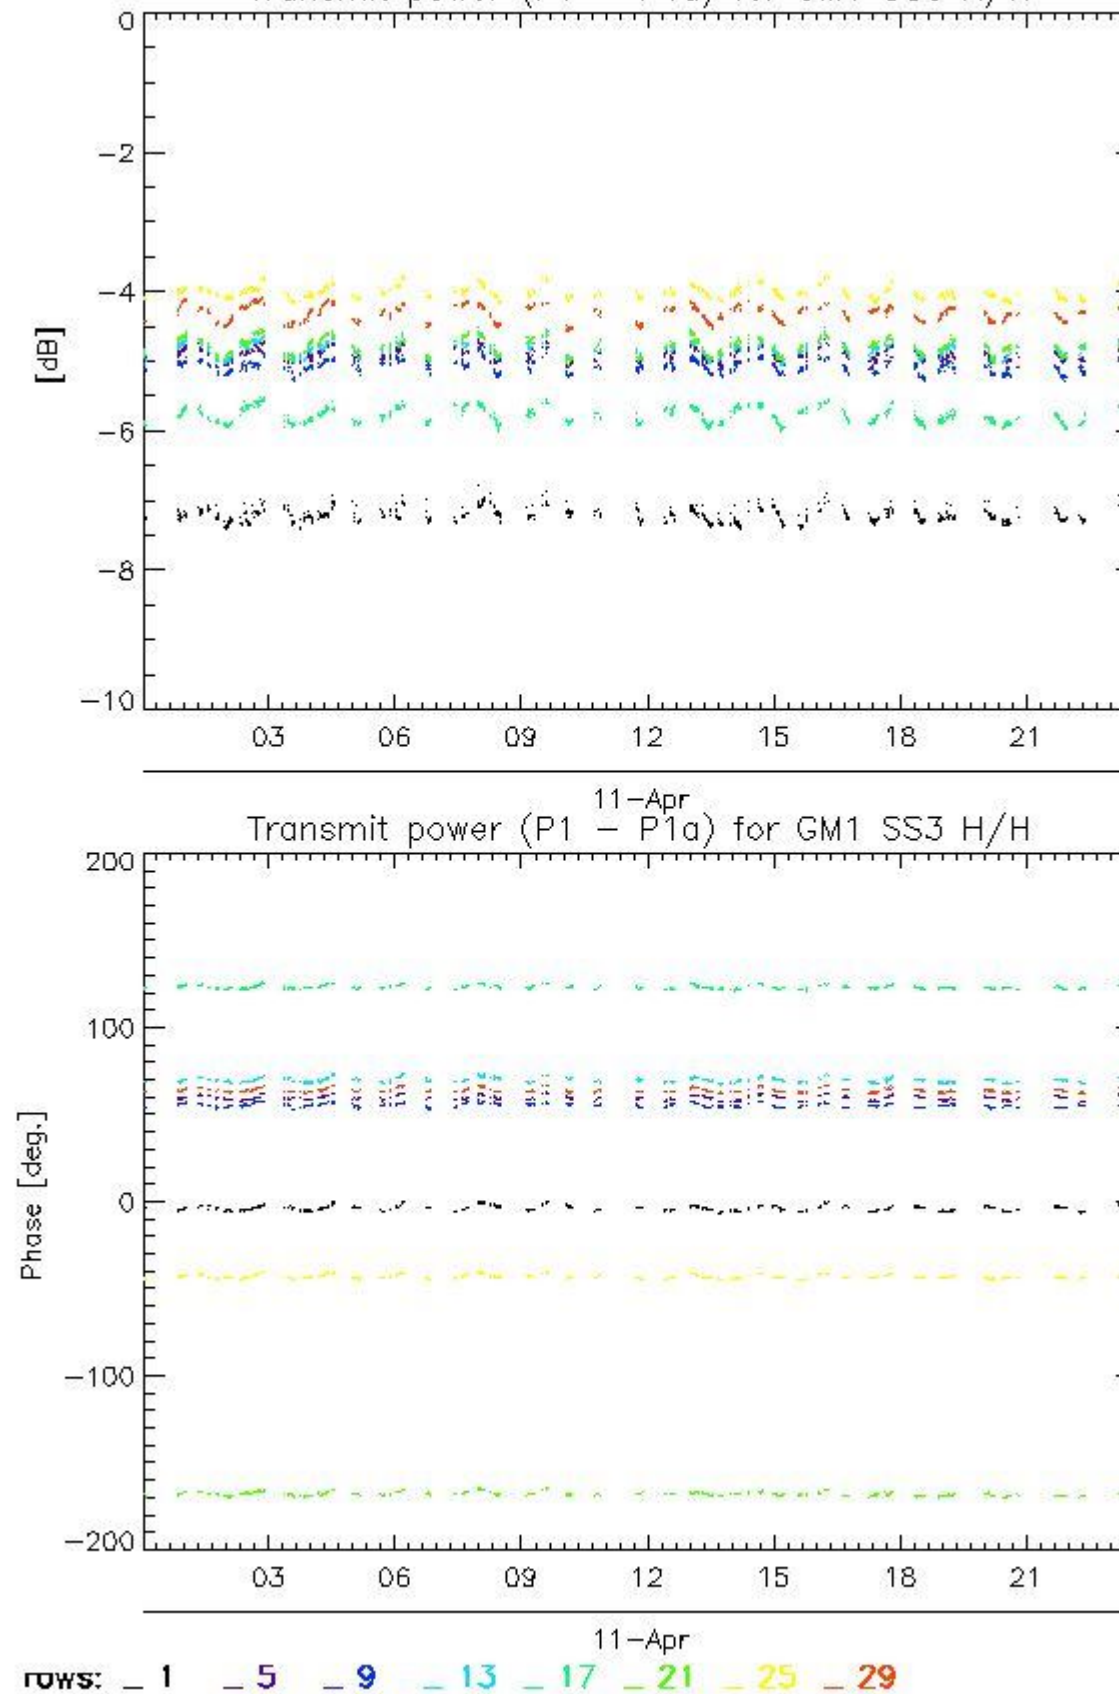 0
-2
-4
-6
-8
-10
[dB]
03 06 09 12 15 18 21
11-Apr
Transmit power (P1 - P1a) for GM1 SS3 H/H
200
100
0
-100
-200
Phase [deg.]
03 06 09 12 15 18 21
11-Apr
rows: _ 1 _ 5 _ 9 _ 13 _ 17 _ 21 _ 25 _ 29